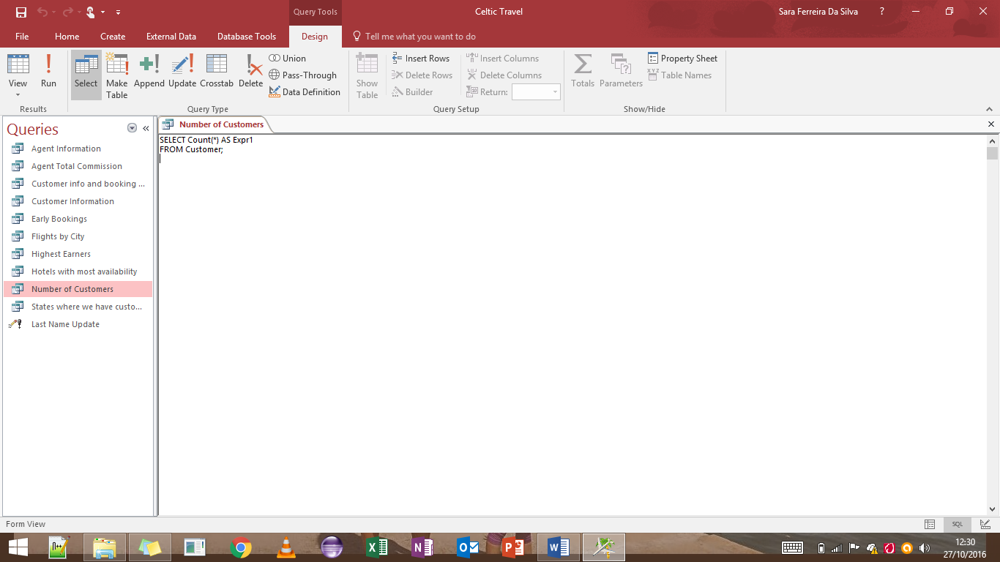 Query Tools
Celtic Travel
Sara Ferreira Da Silva
?
File
Home
Create
External Data
Database Tools
Design
Tell me what you want to do
View
Run
Select
Make
Table
Append
Update
Crosstab
Delete
Union
Pass-Through
Data Definition
Show
Table
Insert Rows
Delete Rows
Builder
Insert Columns
Delete Columns
Return:
Totals
Parameters
Property Sheet
XYZ Table Names
Results
Query Type
Query Setup
Show/Hide
Queries
Agent Information
Agent Total Commission
Customer info and booking ...
Customer Information
Early Bookings
Flights by City
Highest Earners
Hotels with most availability
Number of Customers
States where we have custo...
Last Name Update
Number of Customers
SELECT Count(*) AS Expr1
FROM Customer;
Form View
SQL
12:30
27/10/2016